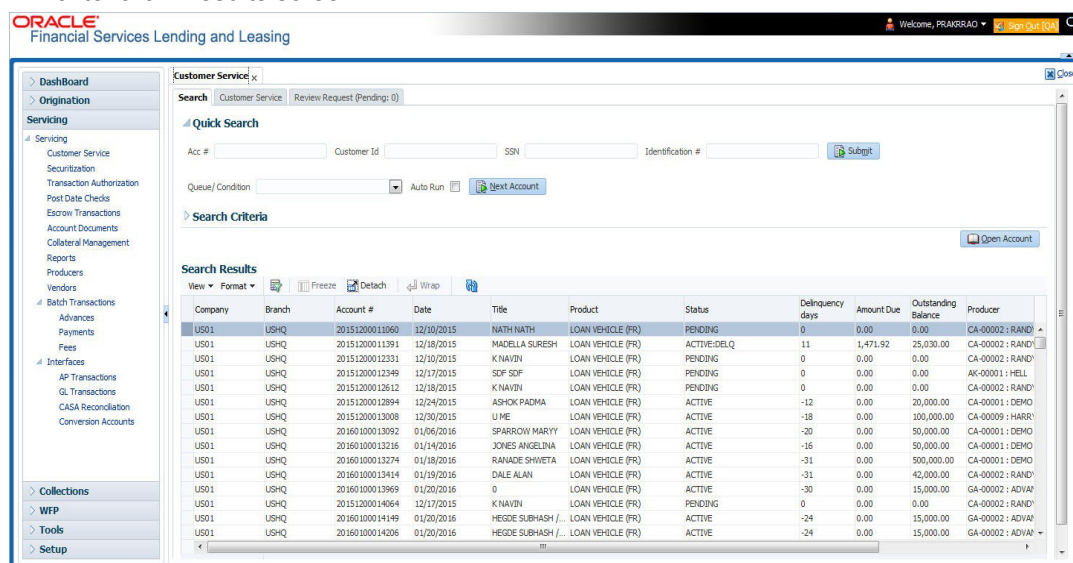 ORACLE'
Financial Services Lending and Leasing
Welcome, PRAKRRAO
Sign Out [QA]
Close
DashBoard
Origination
Servicing
Servicing
Customer Service
Securitization
Transaction Authorization
Post Date Checks
Escrow Transactions
Account Documents
Collateral Management
Reports
Producers
Vendors
Batch Transactions
Advances
Payments
Fees
Interfaces
AP Transactions
GL Transactions
CASA Reconciliation
Conversion Accounts
Collections
WFP
Tools
Setup
Customer Service x
Search Customer Service Review Request (Pending: 0)
Quick Search
Acc # Customer Id SSN Identification # Submit
Queue/ Condition Auto Run Next Account
Search Criteria
Open Account
Search Results
View Format Freeze Detach Wrap
Company Branch Account # Date Title Product Status Delinquency days Amount Due Outstanding Balance Producer
US01 USHQ 20151200011060 12/10/2015 NATH NATH LOAN VEHICLE (FR) PENDING 0 0.00 0.00 CA-00002 : RANDY
US01 USHQ 20151200011391 12/18/2015 MADELLA SURESH LOAN VEHICLE (FR) ACTIVE:DELQ 11 1,471.92 25,030.00 CA-00002 : RANDY
US01 USHQ 20151200012331 12/10/2015 K NAVIN LOAN VEHICLE (FR) PENDING 0 0.00 0.00 CA-00002 : RANDY
US01 USHQ 20151200012349 12/17/2015 SDF SDF LOAN VEHICLE (FR) PENDING 0 0.00 0.00 AK-00001 : HELL
US01 USHQ 20151200012612 12/18/2015 K NAVIN LOAN VEHICLE (FR) PENDING 0 0.00 0.00 CA-00002 : RANDY
US01 USHQ 20151200012894 12/24/2015 ASHOK PADMA LOAN VEHICLE (FR) ACTIVE -12 0.00 20,000.00 CA-00001 : DEMO
US01 USHQ 20151200013008 12/30/2015 U ME LOAN VEHICLE (FR) ACTIVE -18 0.00 100,000.00 CA-00009 : HARR
US01 USHQ 20160100013092 01/06/2016 SPARROW MARYY LOAN VEHICLE (FR) ACTIVE -20 0.00 50,000.00 CA-00001 : DEMO
US01 USHQ 20160100013216 01/14/2016 JONES ANGELINA LOAN VEHICLE (FR) ACTIVE -16 0.00 50,000.00 CA-00001 : DEMO
US01 USHQ 20160100013274 01/18/2016 RANADE SHWETA LOAN VEHICLE (FR) ACTIVE -31 0.00 500,000.00 CA-00001 : DEMO
US01 USHQ 20160100013414 01/19/2016 DALE ALAN LOAN VEHICLE (FR) ACTIVE -31 0.00 42,000.00 CA-00002 : RANDY
US01 USHQ 20160100013969 01/20/2016 0 LOAN VEHICLE (FR) ACTIVE -30 0.00 15,000.00 GA-00002 : ADVAN
US01 USHQ 20151200014064 12/17/2015 K NAVIN LOAN VEHICLE (FR) PENDING 0 0.00 0.00 CA-00002 : RANDY
US01 USHQ 20160100014149 01/20/2016 HEGDE SUBHASH /... LOAN VEHICLE (FR) ACTIVE -24 0.00 15,000.00 GA-00002 : ADVAN
US01 USHQ 20160100014206 01/20/2016 HEGDE SUBHASH /... LOAN VEHICLE (FR) ACTIVE -24 0.00 15,000.00 GA-00002 : ADVAN